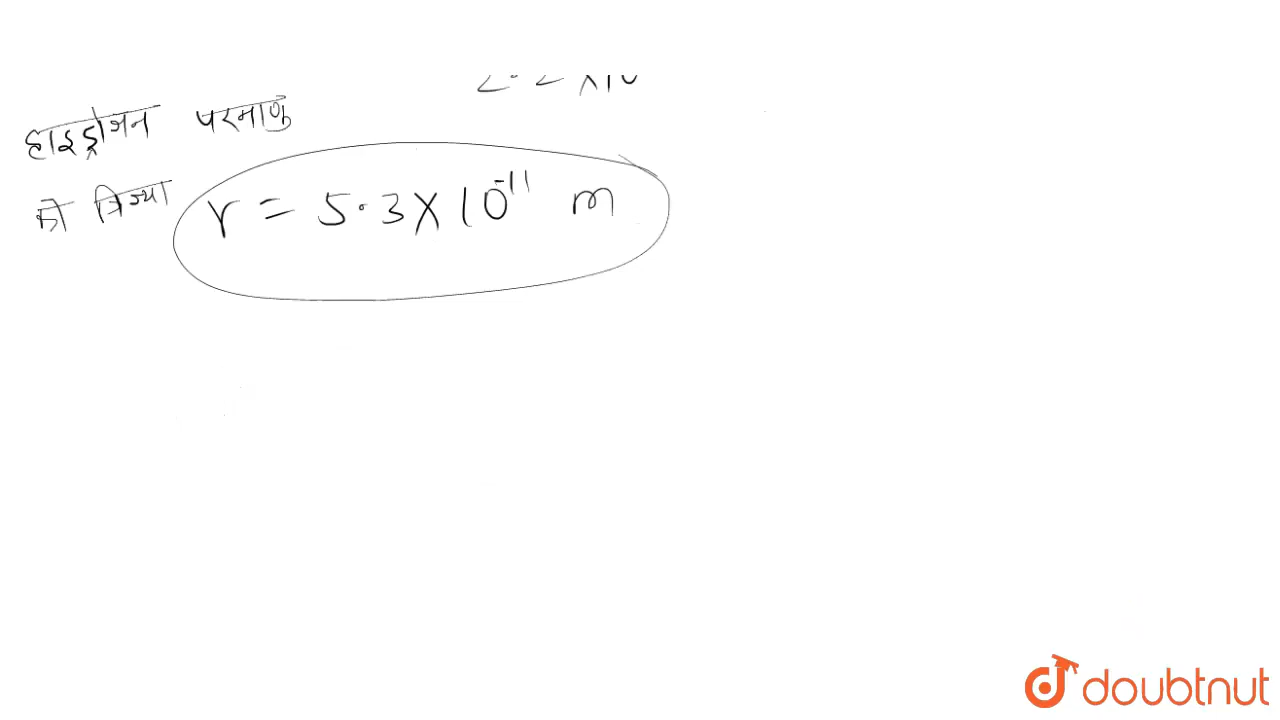 हाइड्रोजन परमाणु
की त्रिज्या r = 5.3 × 10⁻¹¹ m
doubtnut